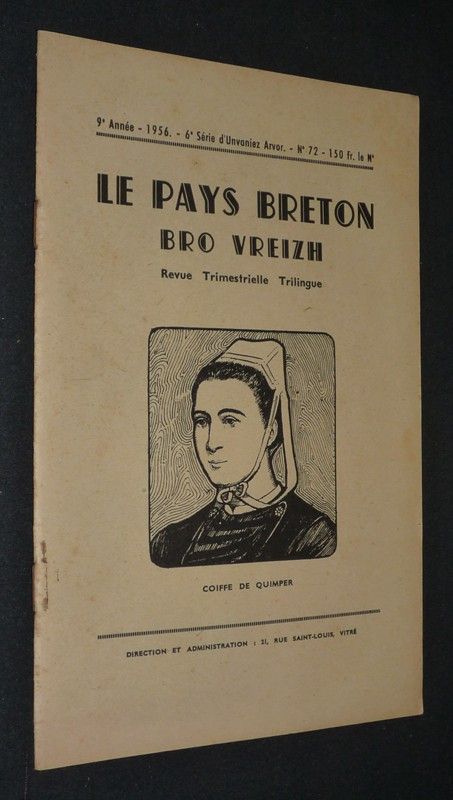 9e Année - 1956. - 6e Série d'Unvaniez Arvor. - N° 72 - 150 fr. le N°
LE PAYS BRETON
BRO VREIZH
Revue Trimestrielle Trilingue
COIFFE DE QUIMPER
DIRECTION ET ADMINISTRATION : 21, RUE SAINT-LOUIS, VITRÉ